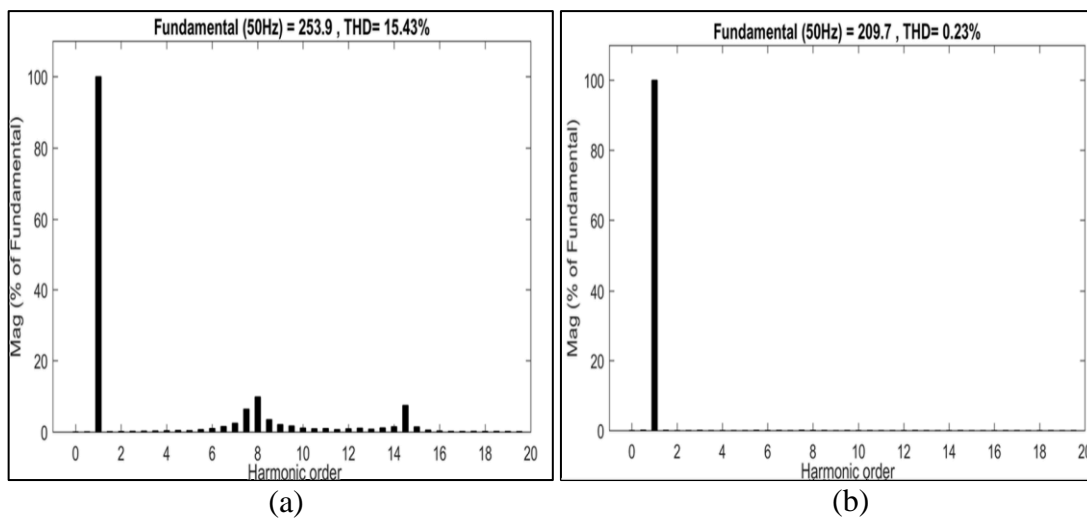 Fundamental (50Hz) = 253.9 , THD= 15.43%
Mag (% of Fundamental)
100
80
60
40
20
0
0 2 4 6 8 10 12 14 16 18 20
Harmonic order
(a)
Fundamental (50Hz) = 209.7 , THD= 0.23%
Mag (% of Fundamental)
100
80
60
40
20
0
0 2 4 6 8 10 12 14 16 18 20
Harmonic order
(b)